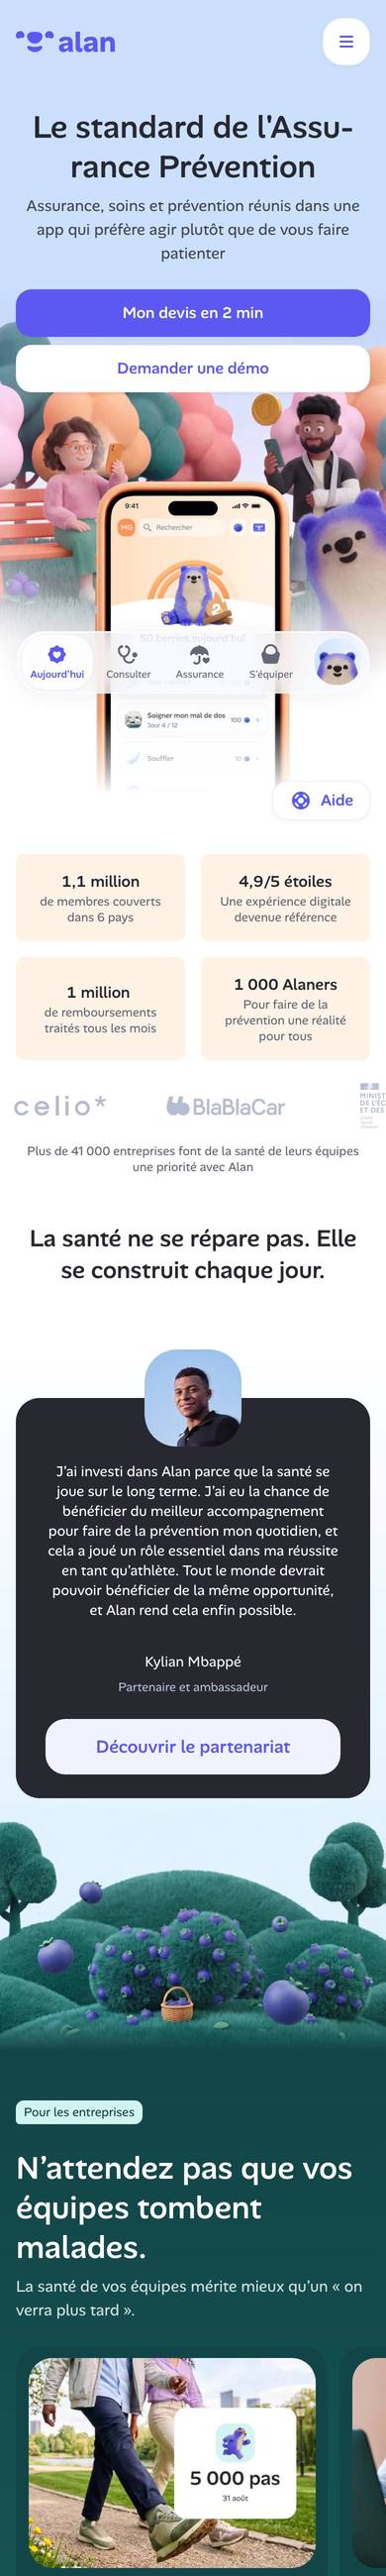 alan
Le standard de l'Assu-
rance Prévention
Assurance, soins et prévention réunis dans une
app qui préfère agir plutôt que de vous faire
patienter
Mon devis en 2 min
Demander une démo
9:41
MG
Rechercher
50 berries aujourd'hui
Aujourd'hui
Consulter
Assurance
S'équiper
Soigner mon mal de dos
100
Jour 4 / 12
Souffler
10
Aide
1,1 million
de membres couverts
dans 6 pays
4,9/5 étoiles
Une expérience digitale
devenue référence
1 million
de remboursements
traités tous les mois
1 000 Alaners
Pour faire de la
prévention une réalité
pour tous
celio*
BlaBlaCar
MINIST
DE L'ÉC
ET DES
Plus de 41 000 entreprises font de la santé de leurs équipes
une priorité avec Alan
La santé ne se répare pas. Elle
se construit chaque jour.
J'ai investi dans Alan parce que la santé se
joue sur le long terme. J'ai eu la chance de
bénéficier du meilleur accompagnement
pour faire de la prévention mon quotidien, et
cela a joué un rôle essentiel dans ma réussite
en tant qu'athlète. Tout le monde devrait
pouvoir bénéficier de la même opportunité,
et Alan rend cela enfin possible.
Kylian Mbappé
Partenaire et ambassadeur
Découvrir le partenariat
Pour les entreprises
N'attendez pas que vos
équipes tombent
malades.
La santé de vos équipes mérite mieux qu'un « on
verra plus tard ».
5 000 pas
31 août